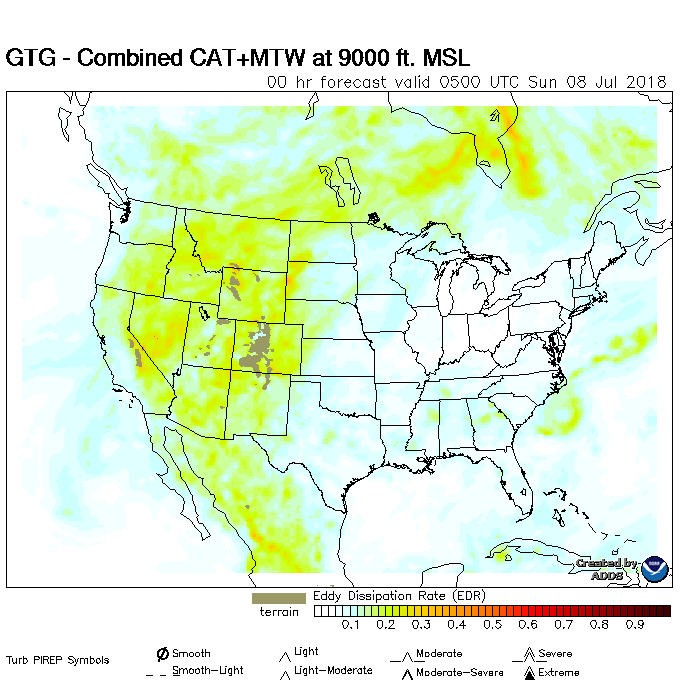 GTG - Combined CAT+MTW at 9000 ft. MSL
00 hr forecast valid 0500 UTC Sun 08 Jul 2018
Created by
ADDS
Eddy Dissipation Rate (EDR)
terrain
0.1 0.2 0.3 0.4 0.5 0.6 0.7 0.8 0.9
Turb PIREP Symbols
Smooth Light Moderate Severe
Smooth-Light Light-Moderate Moderate-Severe Extreme